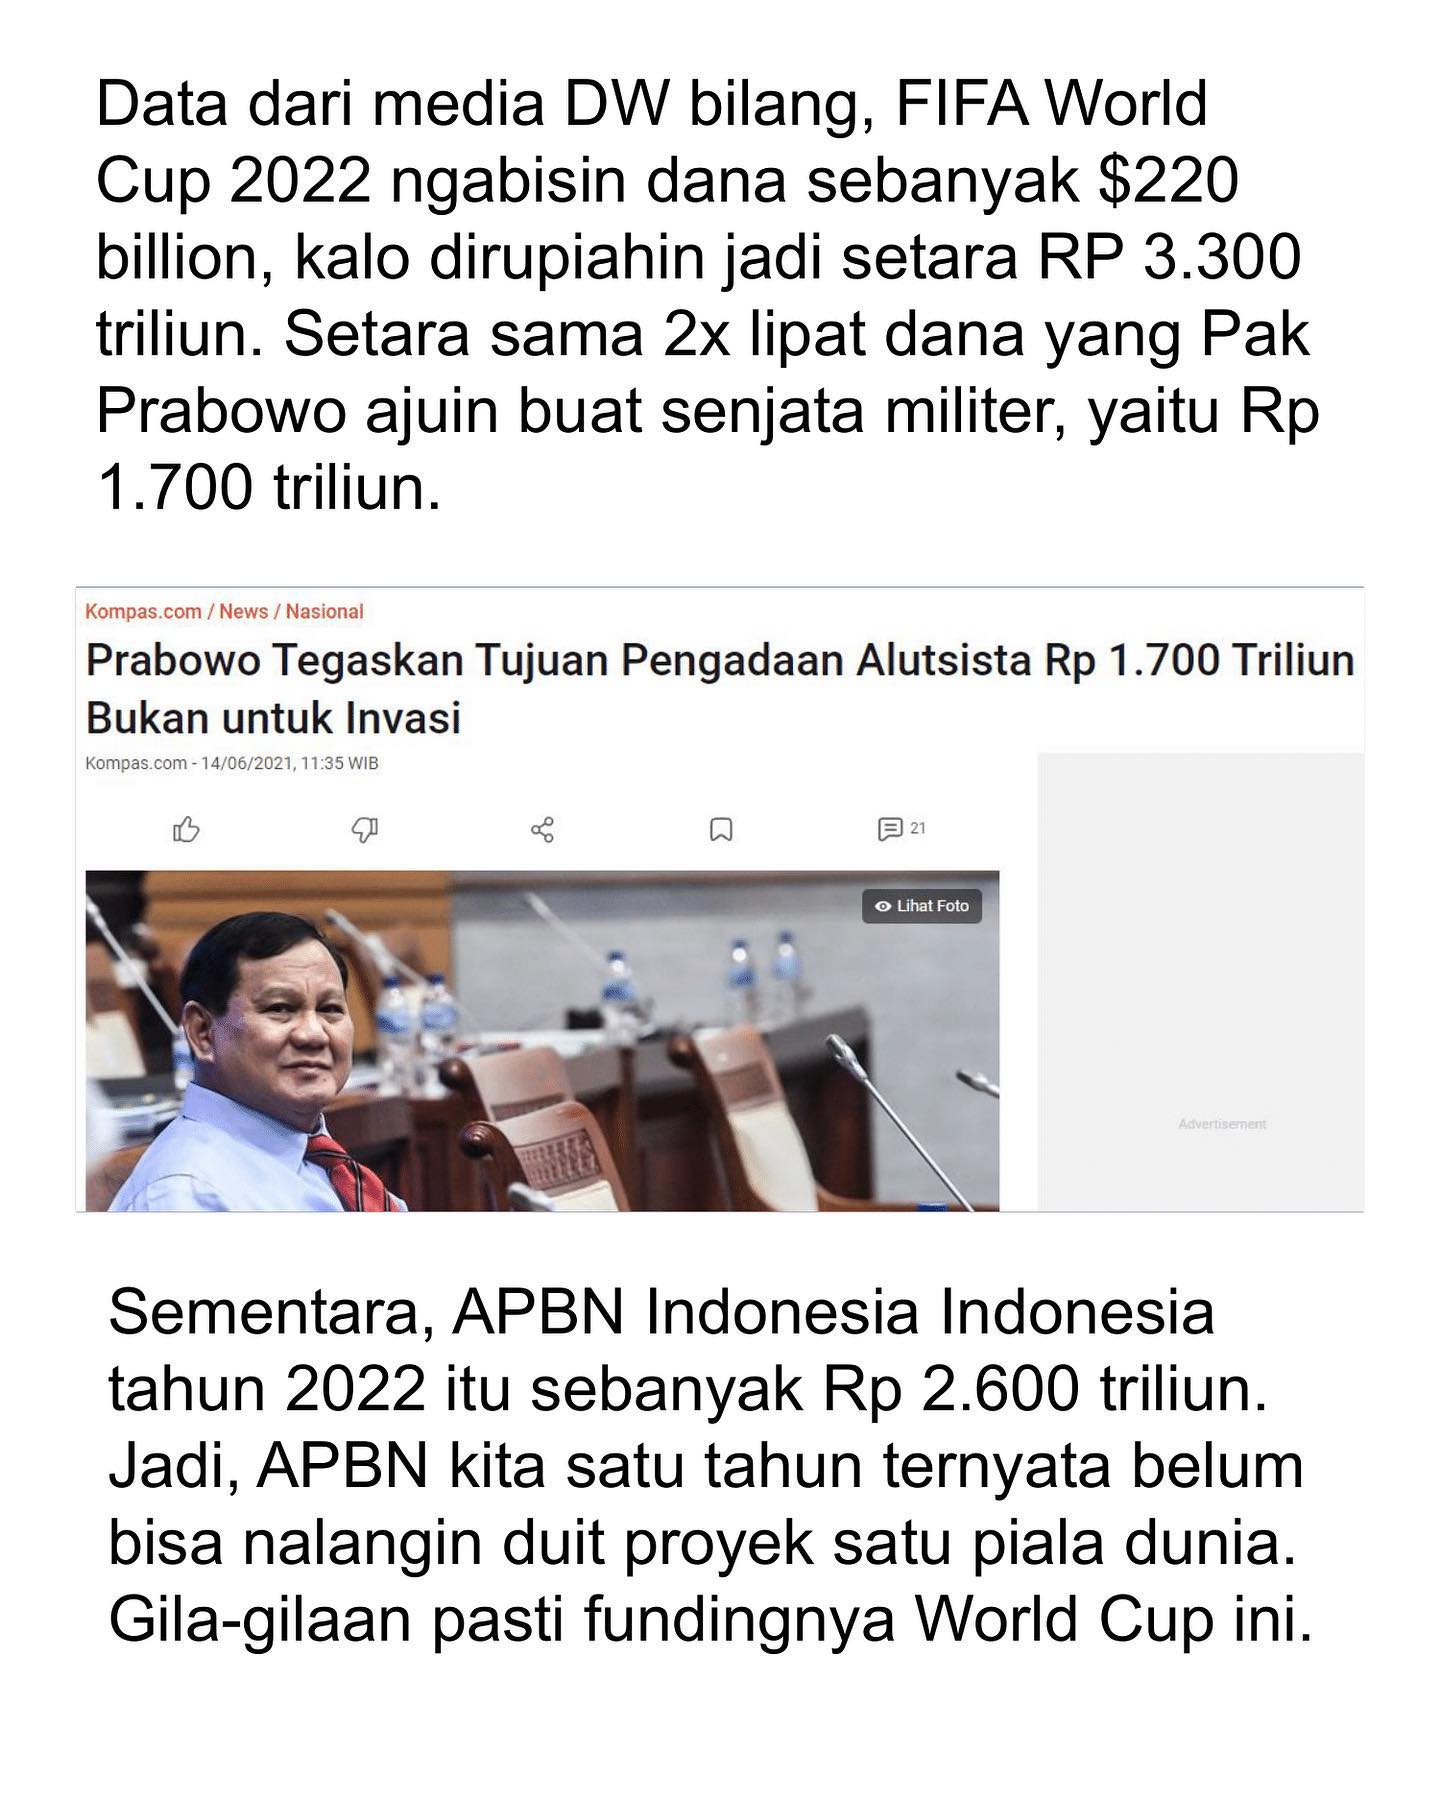 Data dari media DW bilang, FIFA World
Cup 2022 ngabisin dana sebanyak $220
billion, kalo dirupiahin jadi setara RP 3.300
triliun. Setara sama 2x lipat dana yang Pak
Prabowo ajuin buat senjata militer, yaitu Rp
1.700 triliun.
Kompas.com / News / Nasional
Prabowo Tegaskan Tujuan Pengadaan Alutsista Rp 1.700 Triliun
Bukan untuk Invasi
Kompas.com - 14/06/2021, 11:35 WIB
21
Lihat Foto
Advertisement
Sementara, APBN Indonesia Indonesia
tahun 2022 itu sebanyak Rp 2.600 triliun.
Jadi, APBN kita satu tahun ternyata belum
bisa nalangin duit proyek satu piala dunia.
Gila-gilaan pasti fundingnya World Cup ini.